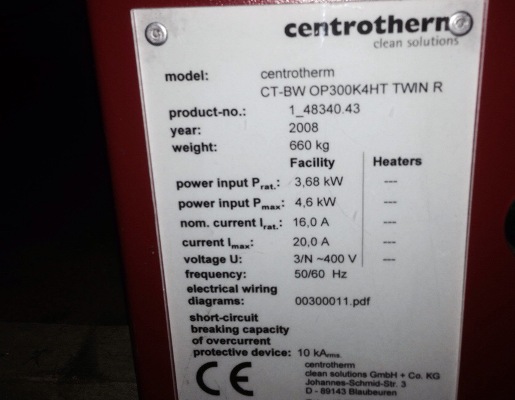 centrotherm
clean solutions
model: centrotherm
CT-BW OP300K4HT TWIN R
product-no.: 1_48340.43
year: 2008
weight: 660 kg
Facility Heaters
power input Prat.: 3,68 kW ---
power input Pmax: 4,6 kW ---
nom. current Irat.: 16,0 A ---
current Imax: 20,0 A ---
voltage U: 3/N ~400 V ---
frequency: 50/60 Hz
electrical wiring
diagrams: 00300011.pdf
short-circuit
breaking capacity
of overcurrent
protective device: 10 kArms.
CE
centrotherm
clean solutions GmbH + Co. KG
Johannes-Schmid-Str. 3
D - 89143 Blaubeuren